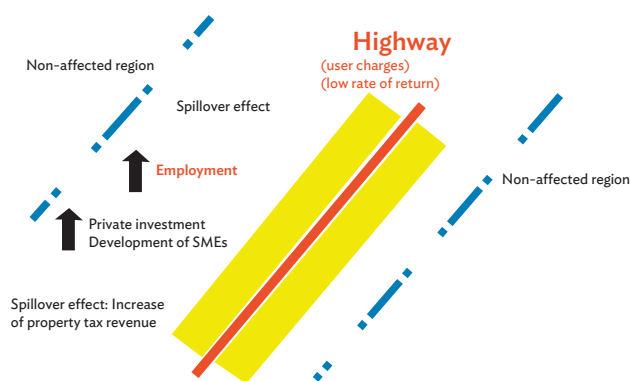 Highway
(user charges)
(low rate of return)
Non-affected region
Spillover effect
Employment
Non-affected region
Private investment
Development of SMEs
Spillover effect: Increase
of property tax revenue